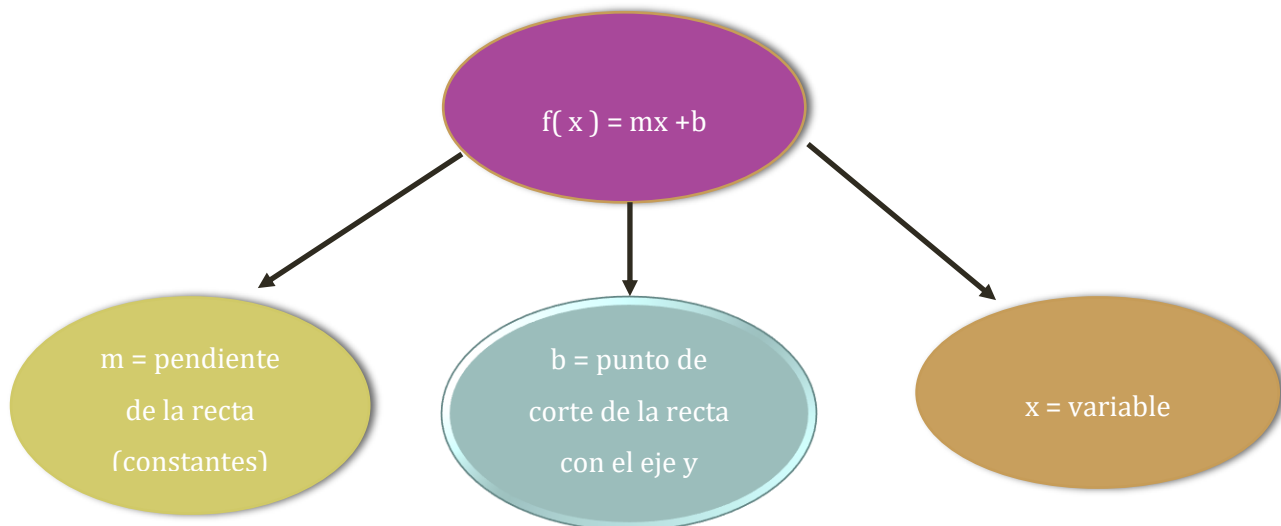 f( x ) = mx +b
m = pendiente
de la recta
(constantes)
b = punto de
corte de la recta
con el eje y
x = variable